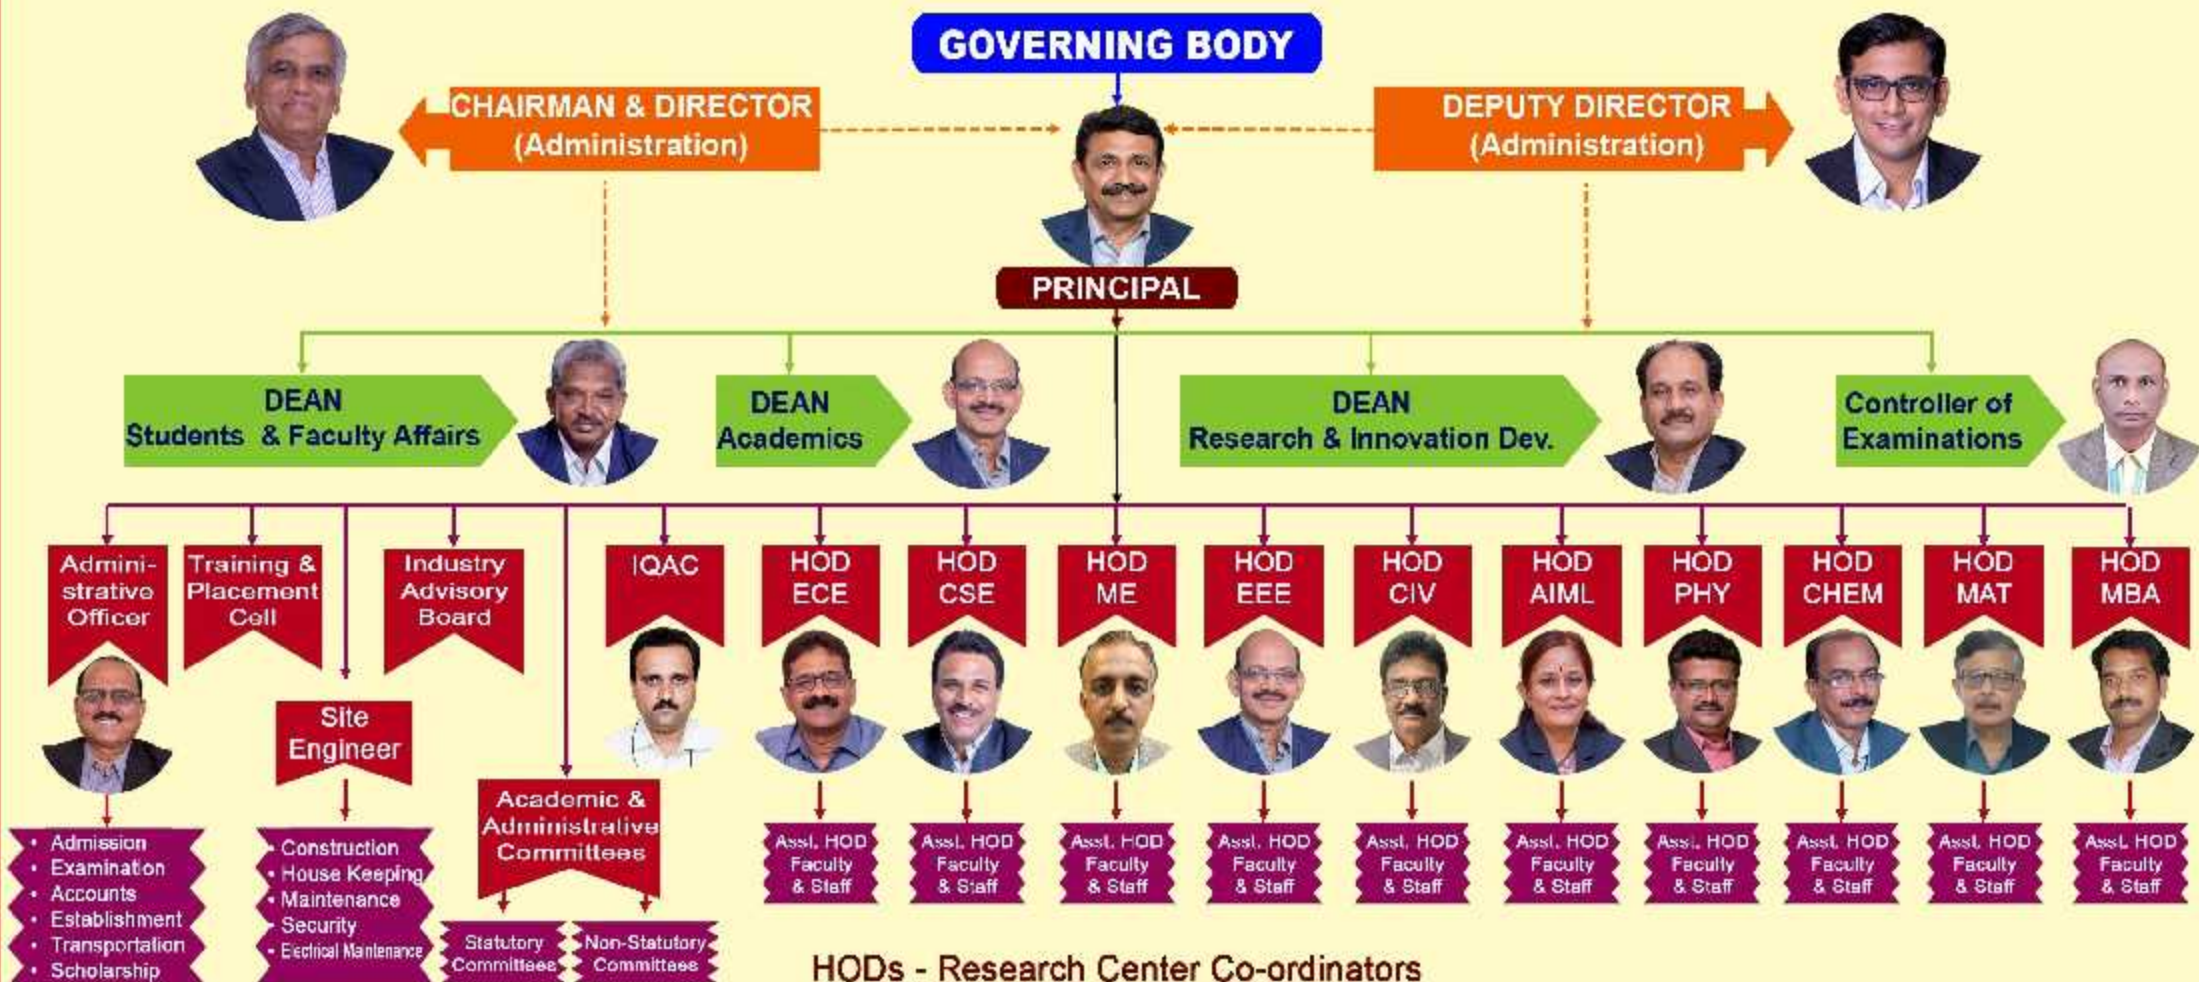 GOVERNING BODY
CHAIRMAN & DIRECTOR
(Administration)
DEPUTY DIRECTOR
(Administration)
PRINCIPAL
DEAN
Students & Faculty Affairs
DEAN
Academics
DEAN
Research & Innovation Dev.
Controller of
Examinations
Admini-
strative
Officer
Training &
Placement
Cell
Industry
Advisory
Board
IQAC
HOD
ECE
HOD
CSE
HOD
ME
HOD
EEE
HOD
CIV
HOD
AIML
HOD
PHY
HOD
CHEM
HOD
MAT
HOD
MBA
Site
Engineer
Academic &
Administrative
Committees
• Admission
• Examination
• Accounts
• Establishment
• Transportation
• Scholarship
• Construction
• House Keeping
• Maintenance
• Security
• Electrical Maintenance
Statutory
Committees
Non-Statutory
Committees
Asst. HOD
Faculty
& Staff
Asst. HOD
Faculty
& Staff
Asst. HOD
Faculty
& Staff
Asst. HOD
Faculty
& Staff
Asst. HOD
Faculty
& Staff
Asst. HOD
Faculty
& Staff
Asst. HOD
Faculty
& Staff
Asst. HOD
Faculty
& Staff
Asst. HOD
Faculty
& Staff
Asst. HOD
Faculty
& Staff
HODs - Research Center Co-ordinators